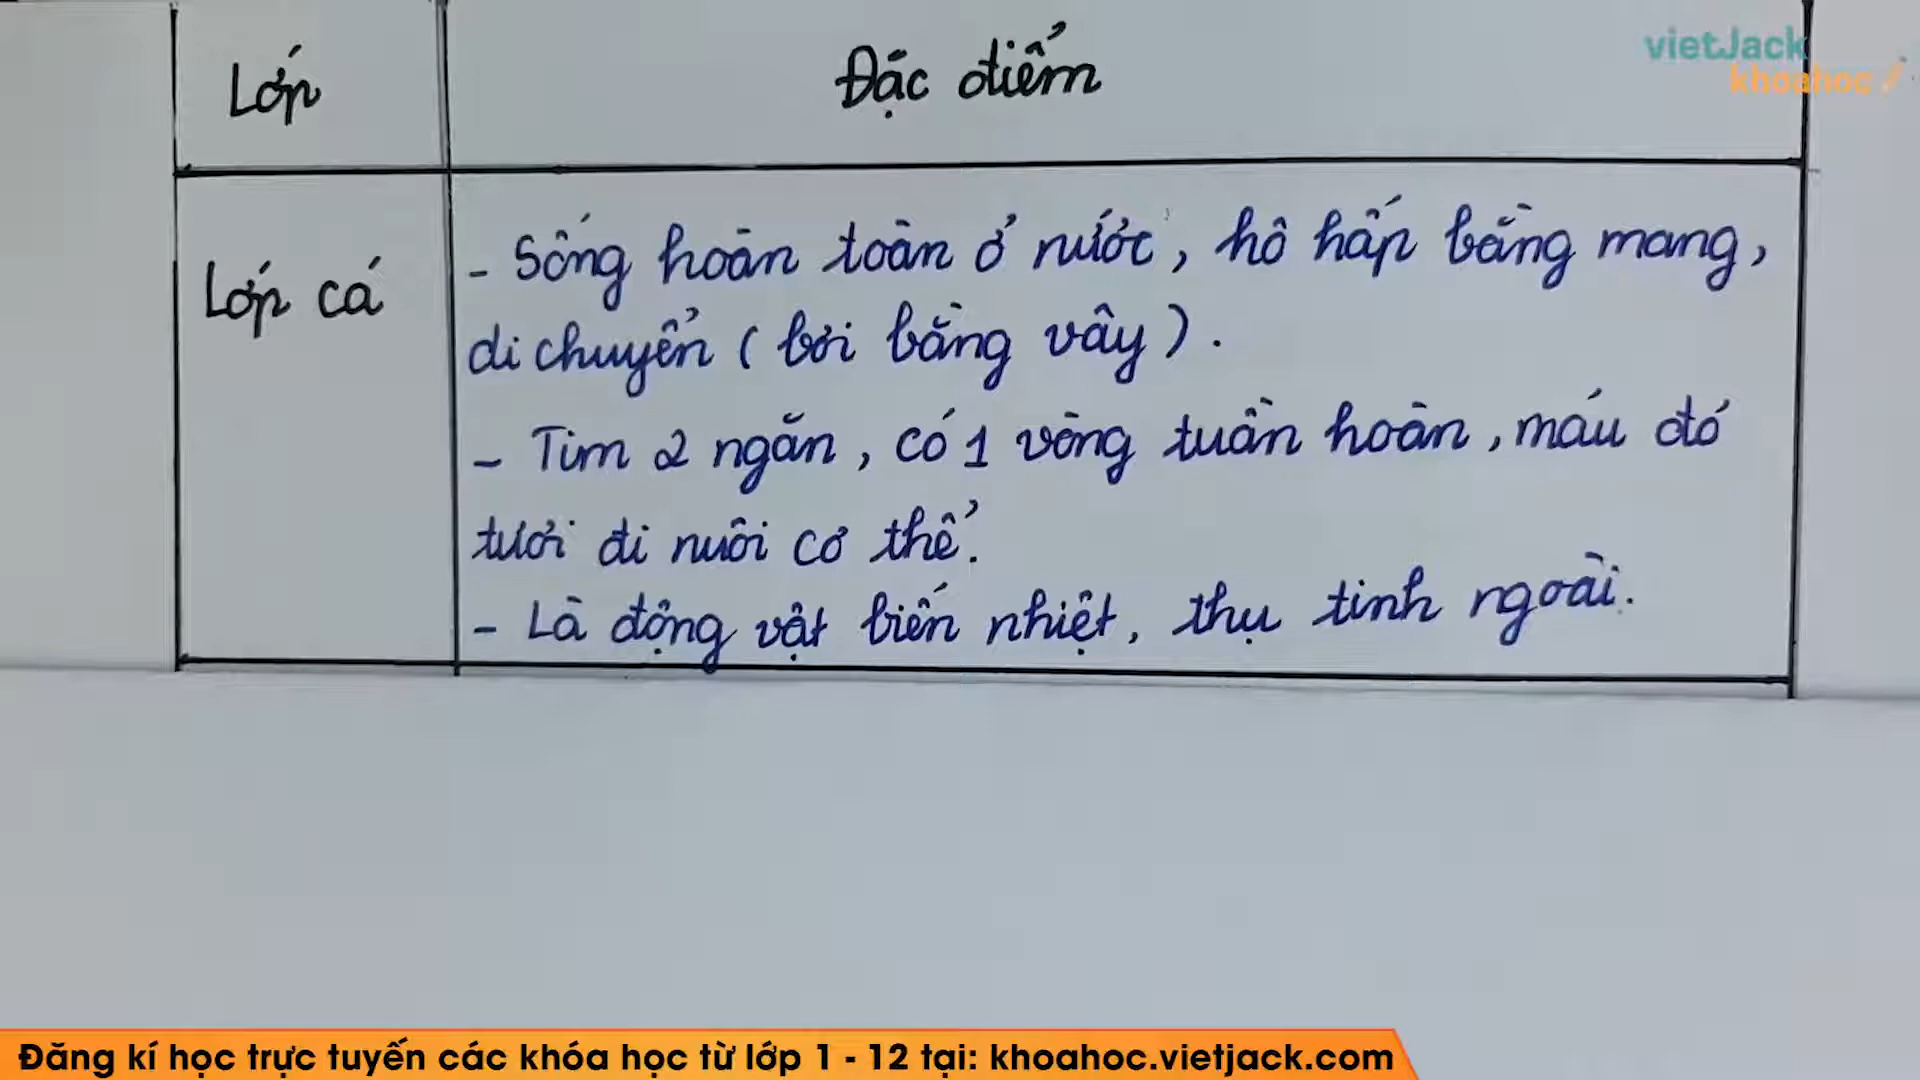 vietJack
khoahoc
Lớp
Đặc điểm
Lớp cá
- Sống hoàn toàn ở nước, hô hấp bằng mang,
di chuyển (bơi bằng vây).
- Tim 2 ngăn, có 1 vòng tuần hoàn, máu đỏ
tươi đi nuôi cơ thể.
- Là động vật biến nhiệt, thụ tinh ngoài.
Đăng kí học trực tuyến các khóa học từ lớp 1 - 12 tại: khoahoc.vietjack.com